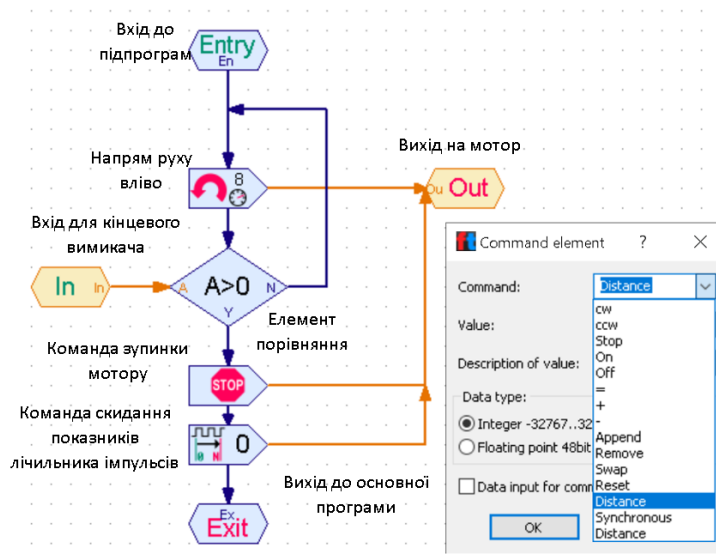 Вхід до
підпрограм
Entry
En
Напрям руху
вліво
8
Вихід на мотор
Ou Out
Вхід для кінцевого
вимикача
In In
A A>0 N
Y
Елемент
порівняння
Команда зупинки
мотору
STOP
Команда скидання
показників
лічильника імпульсів
0
Вихід до основної
програми
Ex
Exit
Command element ? X
Command: Distance
Value:
Description of value:
Data type:
Integer -32767..32
Floating point 48bit
Data input for comm
OK
cw
ccw
Stop
On
Off
=
+
-
Append
Remove
Swap
Reset
Distance
Synchronous
Distance